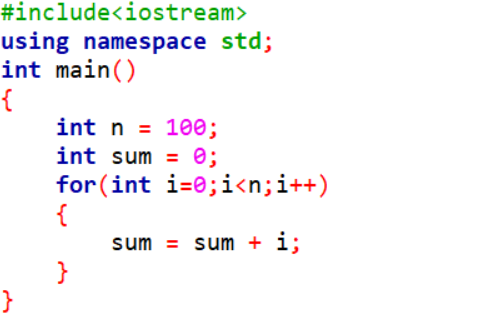 #include<iostream>
using namespace std;
int main()
{
    int n = 100;
    int sum = 0;
    for(int i=0;i<n;i++)
    {
        sum = sum + i;
    }
}